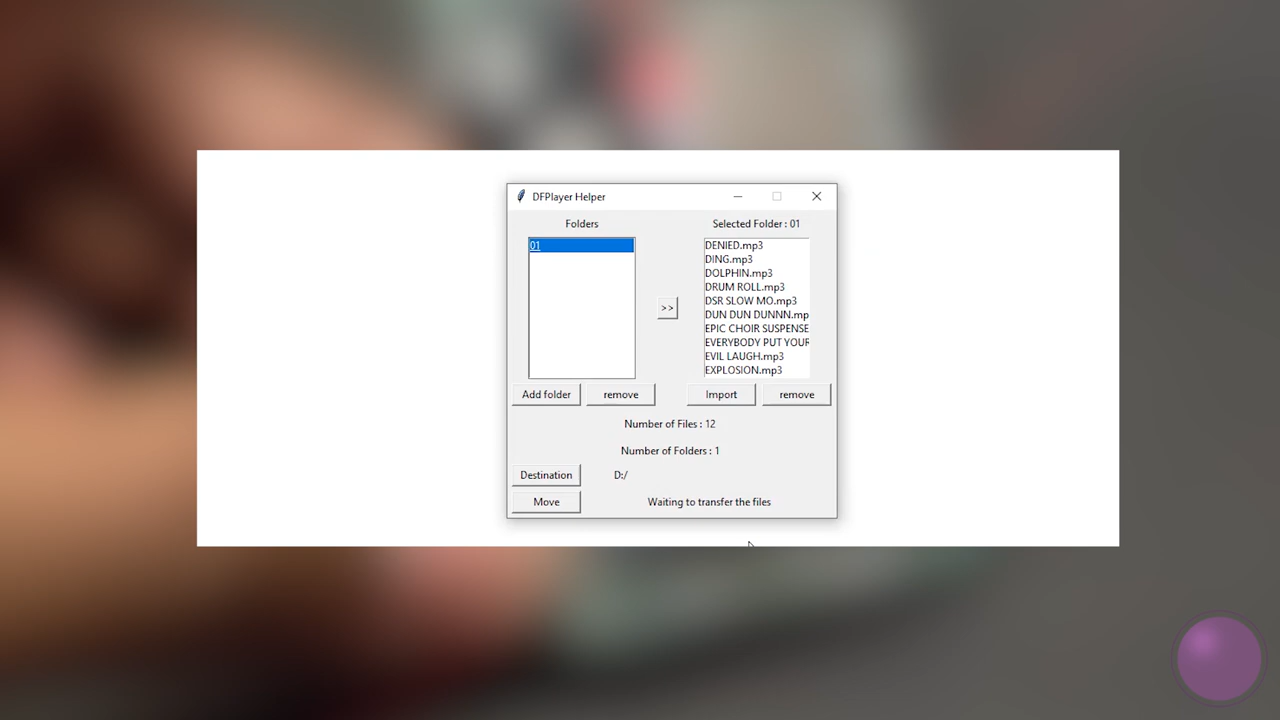 DFPlayer Helper
Folders
Selected Folder : 01
01
DENIED.mp3
DING.mp3
DOLPHIN.mp3
DRUM ROLL.mp3
DSR SLOW MO.mp3
DUN DUN DUNNN.mp
EPIC CHOIR SUSPENSE
EVERYBODY PUT YOUR
EVIL LAUGH.mp3
EXPLOSION.mp3
>>
Add folder
remove
Import
remove
Number of Files : 12
Number of Folders : 1
Destination
D:/
Move
Waiting to transfer the files